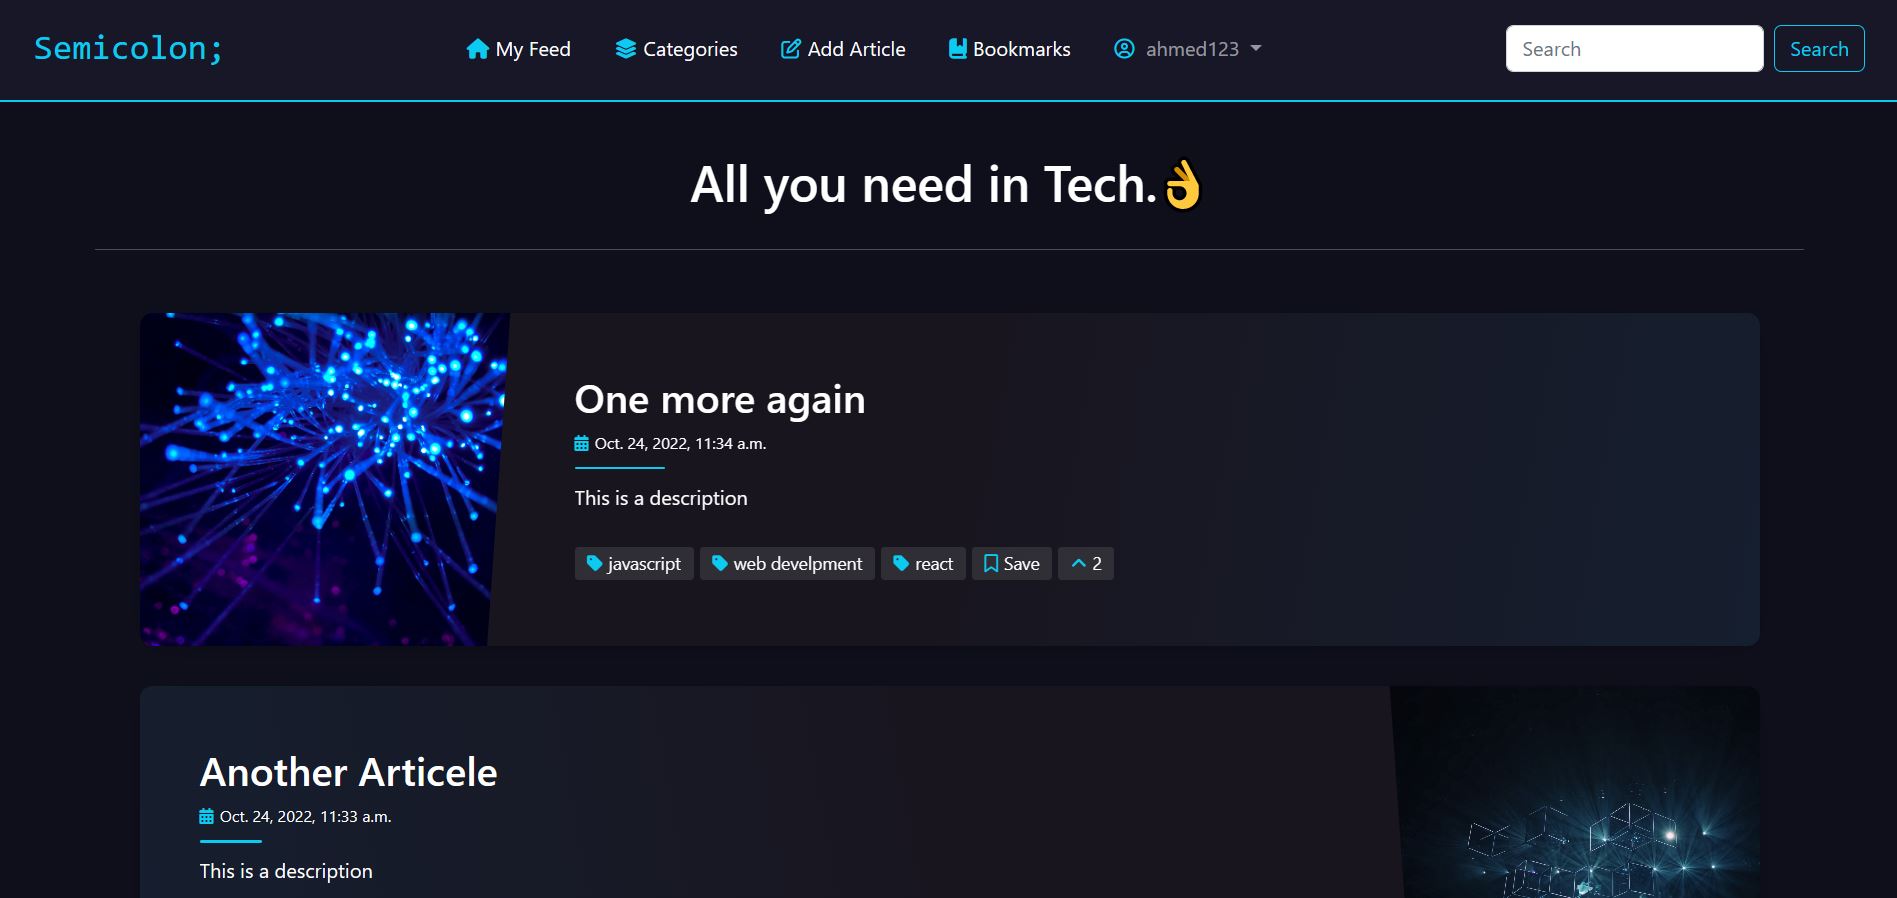 Semicolon;
My Feed
Categories
Add Article
Bookmarks
ahmed123
Search
Search
All you need in Tech.👌
One more again
Oct. 24, 2022, 11:34 a.m.
This is a description
javascript
web develpment
react
Save
2
Another Articele
Oct. 24, 2022, 11:33 a.m.
This is a description